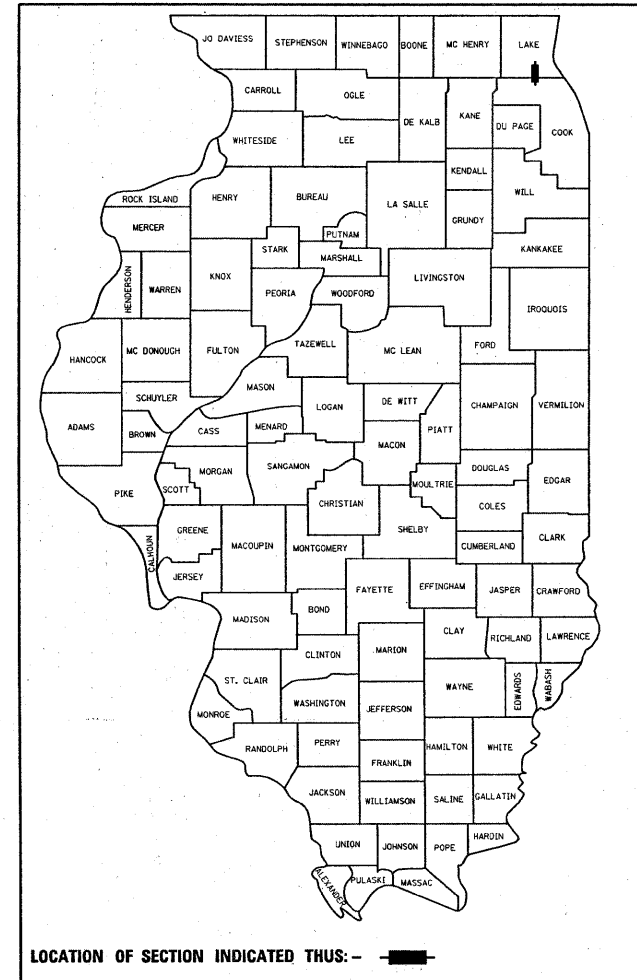 JO DAVIESS STEPHENSON WINNEBAGO BOONE MC HENRY LAKE
CARROLL OGLE DE KALB KANE DU PAGE COOK
WHITESIDE LEE KENDALL WILL
ROCK ISLAND HENRY BUREAU LA SALLE GRUNDY
MERCER PUTNAM KANKAKEE
STARK MARSHALL LIVINGSTON
HENDERSON WARREN KNOX PEORIA WOODFORD IROQUOIS
HANCOCK MC DONOUGH FULTON TAZEWELL MC LEAN FORD
SCHUYLER MASON DE WITT CHAMPAIGN VERMILION
ADAMS BROWN CASS MENARD LOGAN MACON PIATT
PIKE SCOTT MORGAN SANGAMON MOULTRIE DOUGLAS EDGAR
CHRISTIAN COLES
CALHOUN GREENE MACOUPIN MONTGOMERY SHELBY CUMBERLAND CLARK
JERSEY FAYETTE EFFINGHAM JASPER CRAWFORD
MADISON BOND CLAY RICHLAND LAWRENCE
CLINTON MARION EDWARDS WABASH
ST. CLAIR WASHINGTON WAYNE
MONROE JEFFERSON
RANDOLPH PERRY HAMILTON WHITE
FRANKLIN
JACKSON WILLIAMSON SALINE GALLATIN
UNION JOHNSON POPE HARDIN
ALEXANDER PULASKI MASSAC
LOCATION OF SECTION INDICATED THUS: -